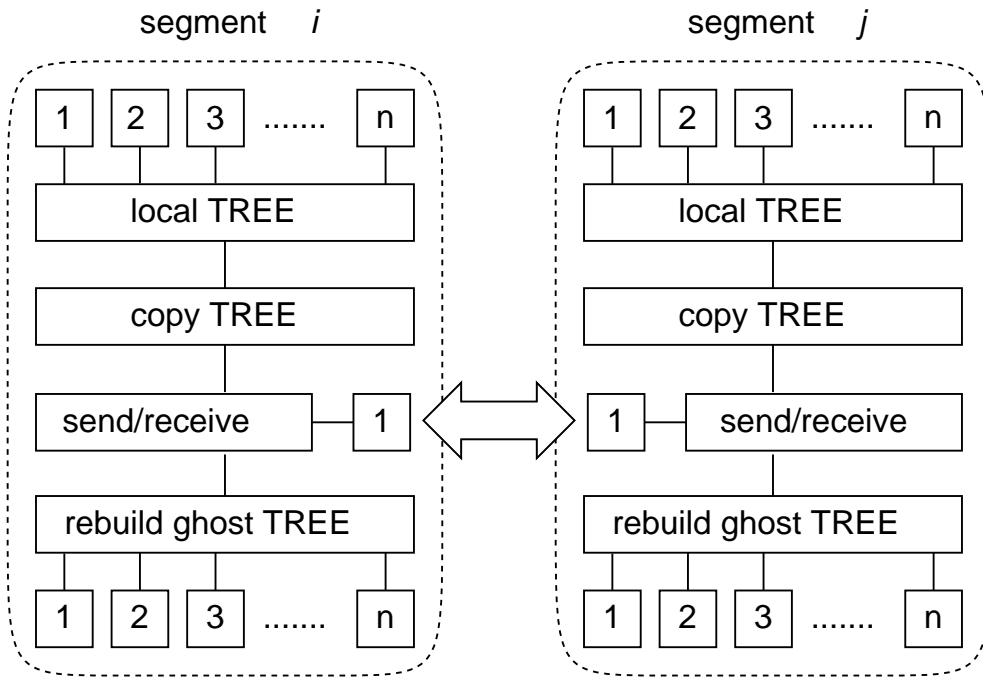 segment i segment j
1 2 3 ....... n 1 2 3 ....... n
local TREE local TREE
copy TREE copy TREE
send/receive 1 1 send/receive
rebuild ghost TREE rebuild ghost TREE
1 2 3 ....... n 1 2 3 ....... n